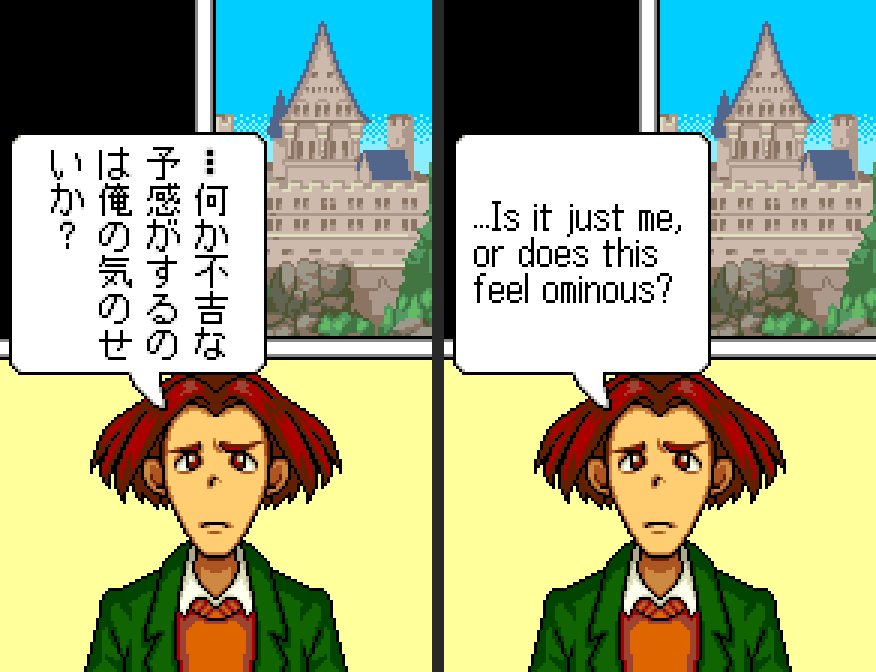 …何か不吉な
予感がするの
は俺の気のせ
いか?
…Is it just me,
or does this
feel ominous?